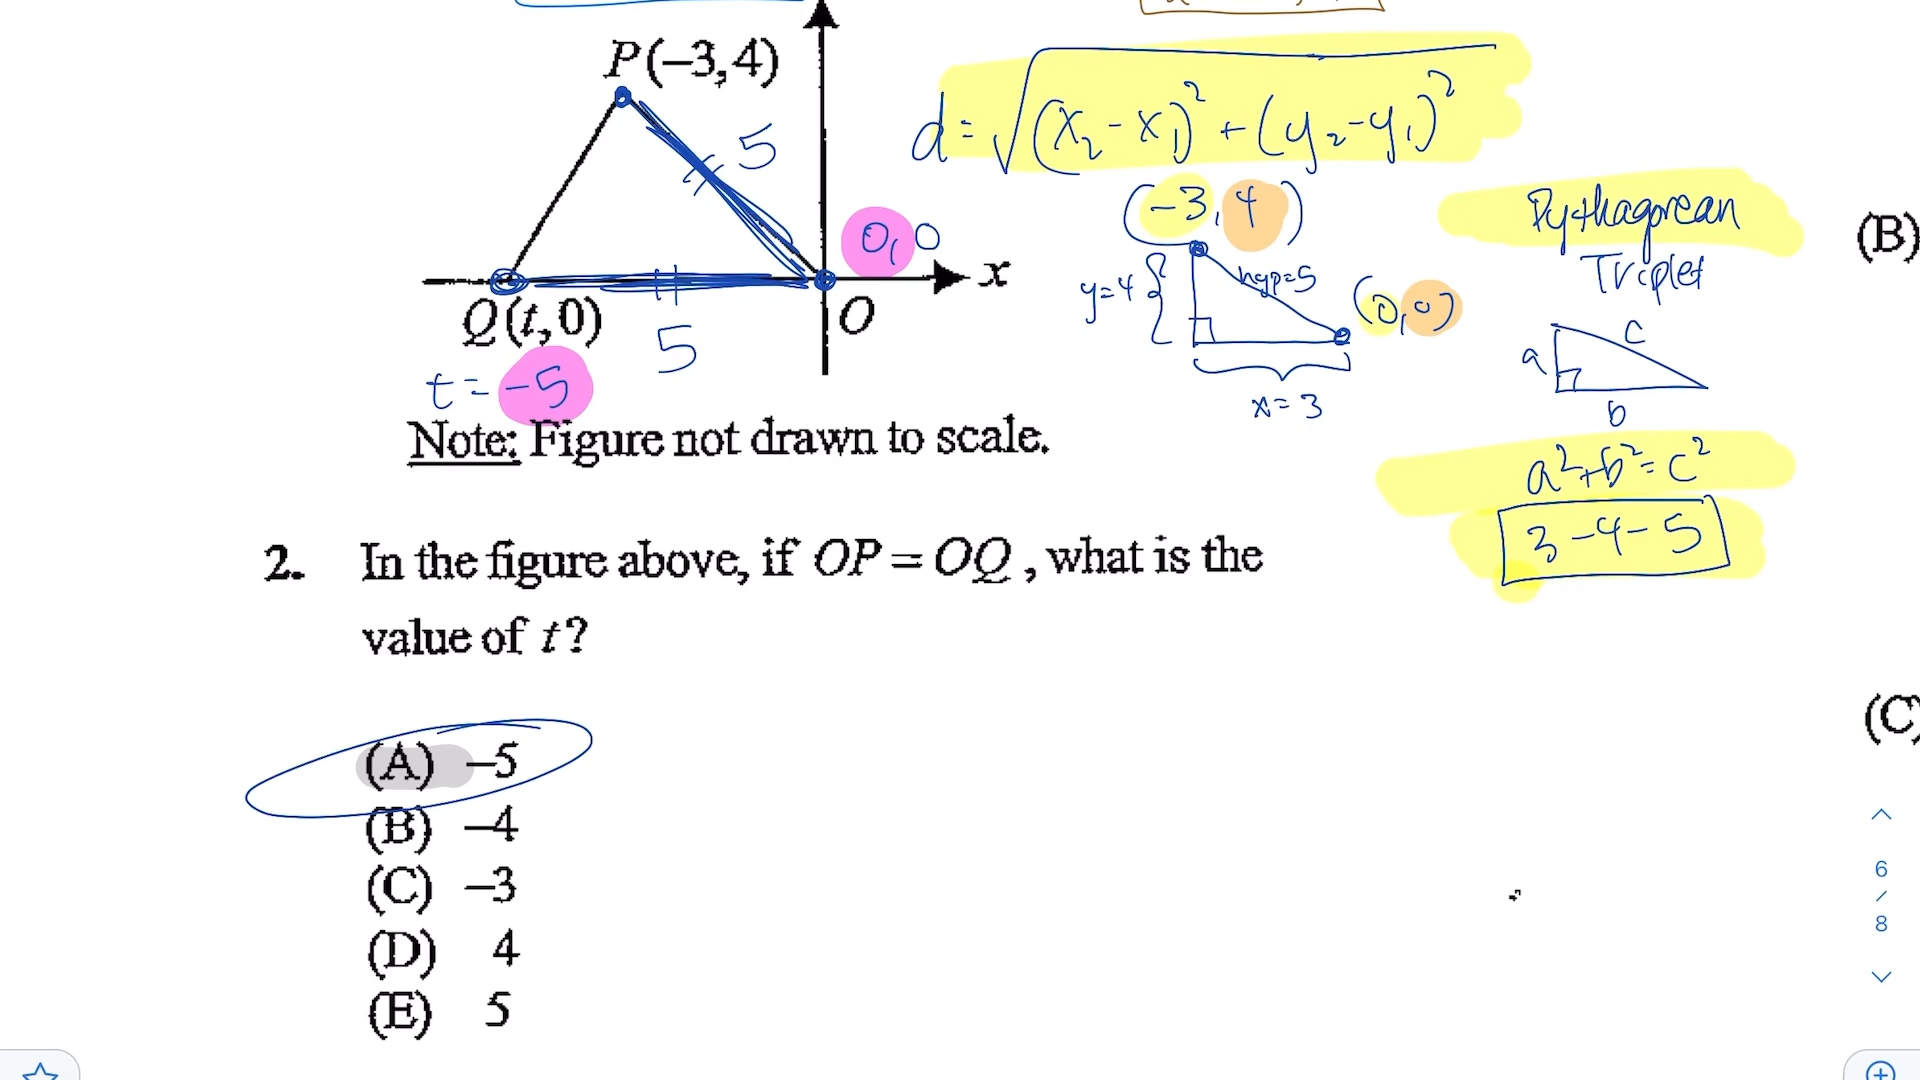 P(−3,4)
d = √(x₂ - x₁)² + (y₂ - y₁)²
5
(-3, 4)
Pythagorean
Triplet
(B)
0, 0
x
y=4
hyp=5
(0, 0)
Q(t,0)
O
5
a
c
b
t = -5
x = 3
Note: Figure not drawn to scale.
a² + b² = c²
3 - 4 - 5
2. In the figure above, if OP = OQ, what is the
value of t?
(A) −5
(B) −4
(C) −3
(D) 4
(E) 5
(C)
6
/
8